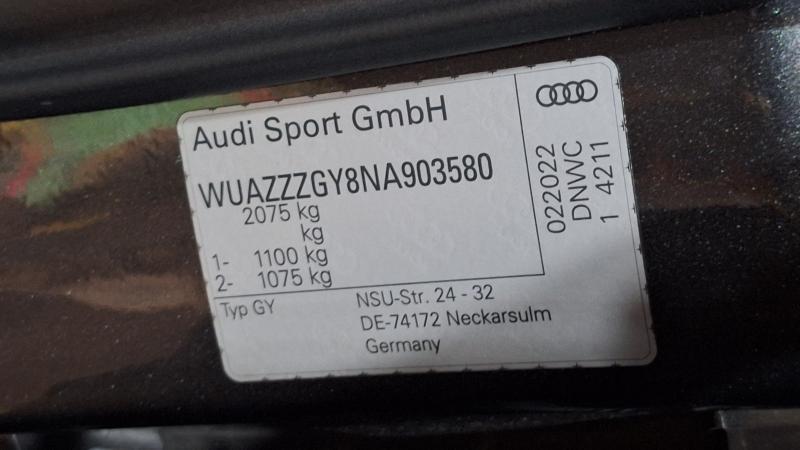 Audi Sport GmbH
WUAZZZGY8NA903580
2075 kg
kg
1- 1100 kg
2- 1075 kg
Typ GY
NSU-Str. 24 - 32
DE-74172 Neckarsulm
Germany
022022
DNWC
1 4211